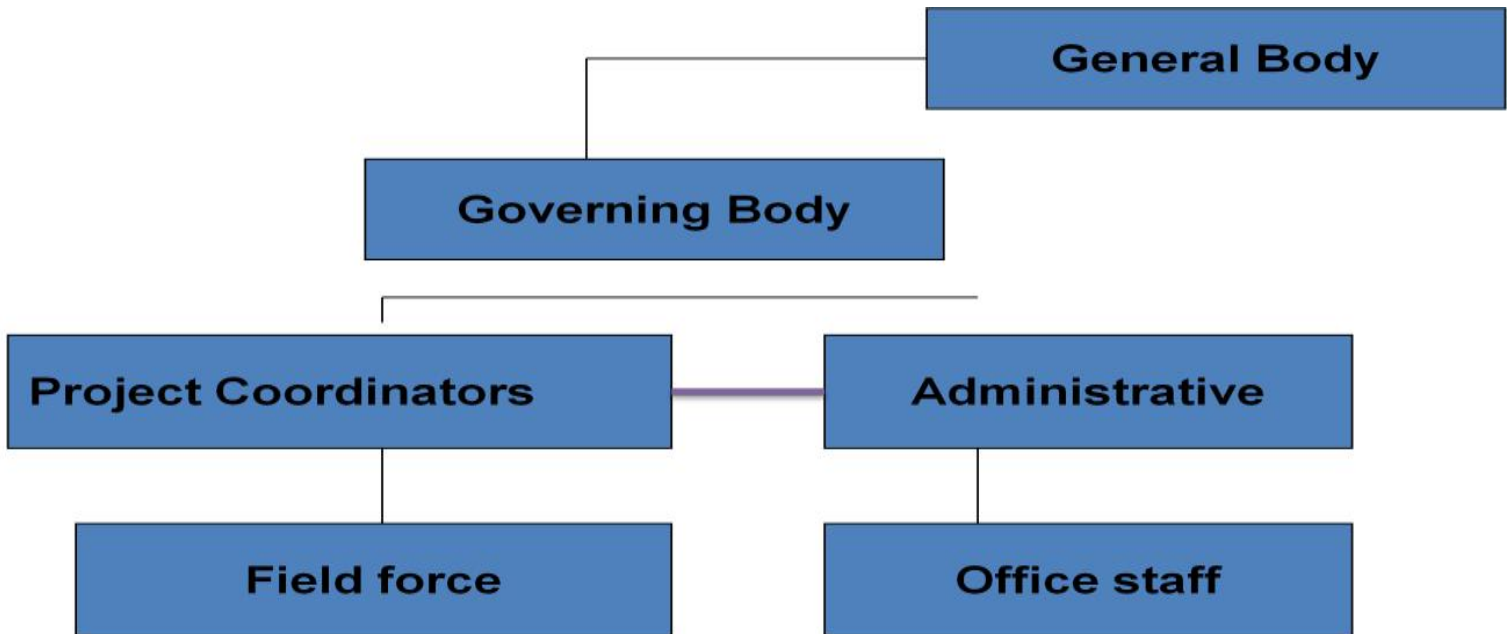 General Body
Governing Body
Project Coordinators
Administrative
Field force
Office staff